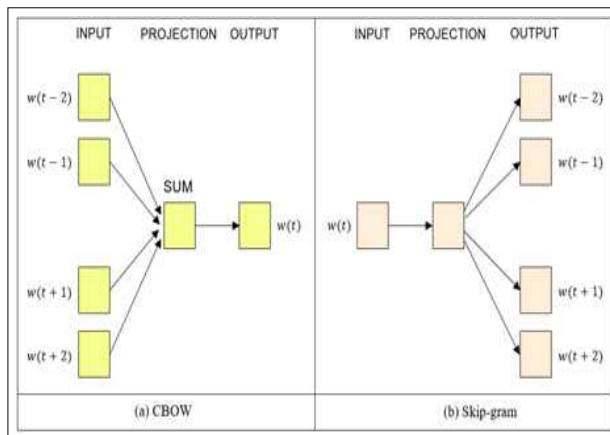 INPUT PROJECTION OUTPUT
w(t − 2)
w(t − 1)
SUM
w(t)
w(t + 1)
w(t + 2)
(a) CBOW
INPUT PROJECTION OUTPUT
w(t − 2)
w(t − 1)
w(t)
w(t + 1)
w(t + 2)
(b) Skip-gram